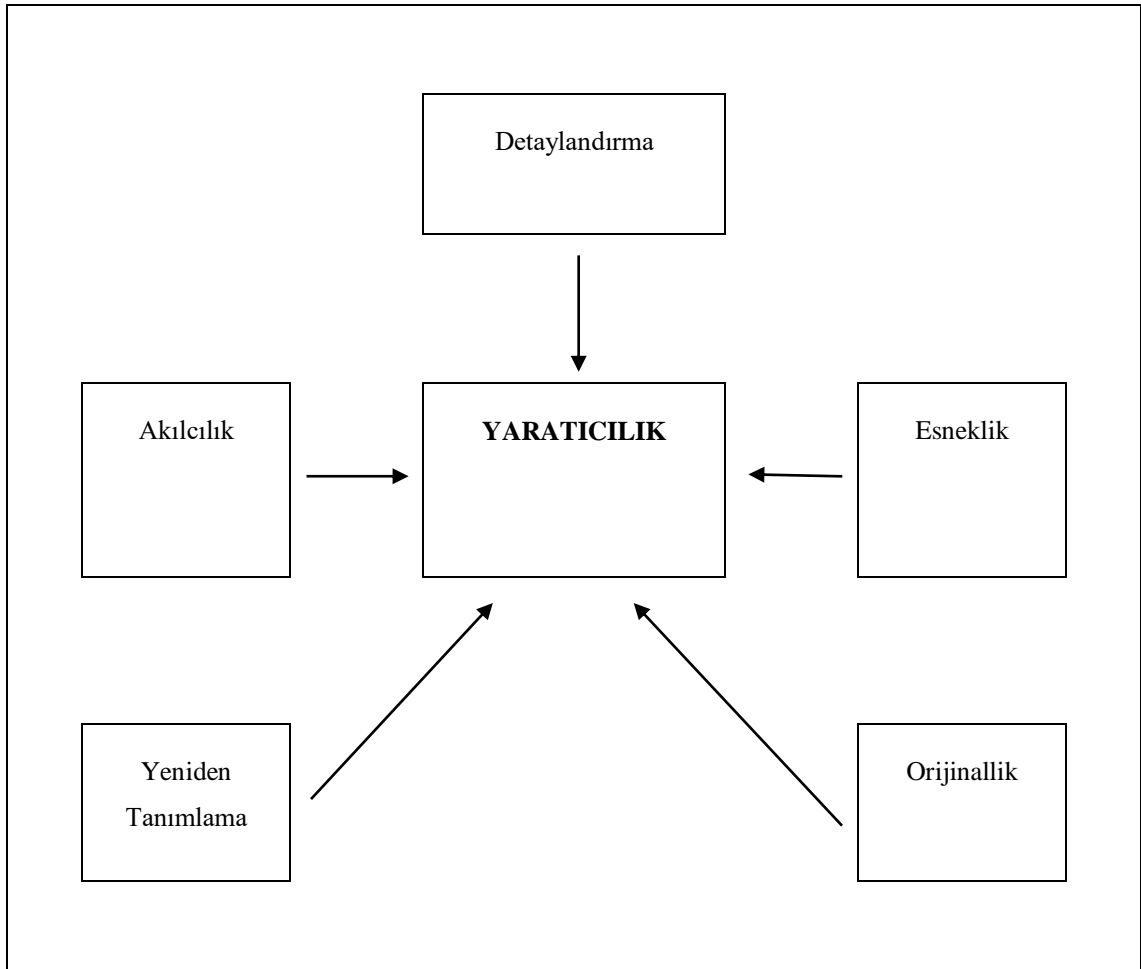 Detaylandırma
Akılcılık
YARATICILIK
Esneklik
Yeniden
Tanımlama
Orijinallik